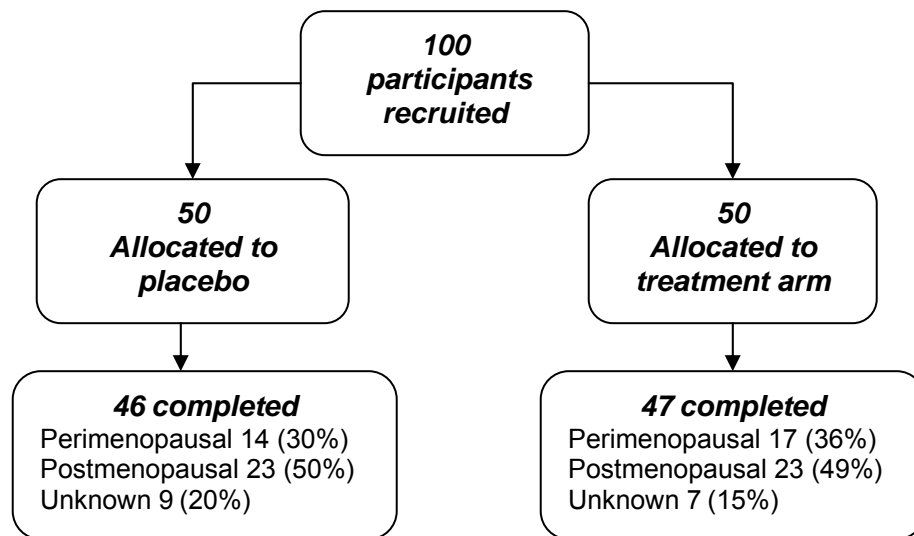 100
participants
recruited
50
Allocated to
placebo
50
Allocated to
treatment arm
46 completed
Perimenopausal 14 (30%)
Postmenopausal 23 (50%)
Unknown 9 (20%)
47 completed
Perimenopausal 17 (36%)
Postmenopausal 23 (49%)
Unknown 7 (15%)